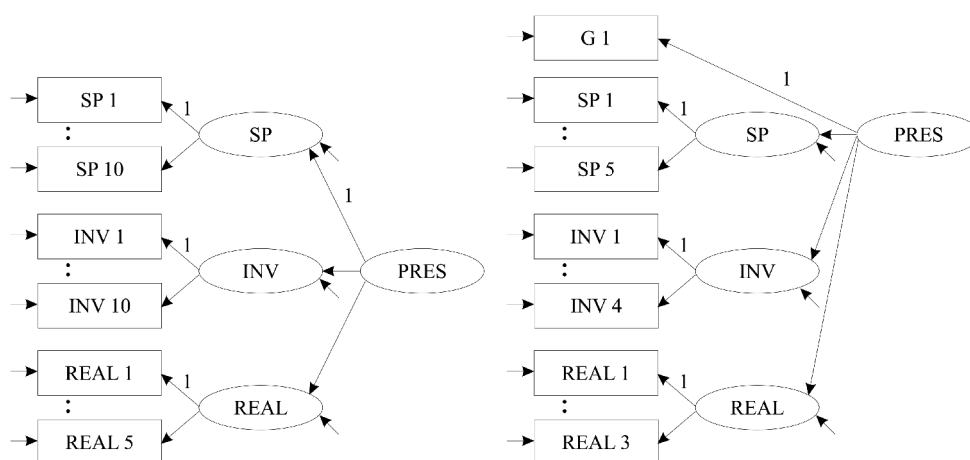 SP 1
:
SP 10
1
SP
INV 1
:
INV 10
1
INV
REAL 1
:
REAL 5
1
REAL
1
PRES
G 1
1
SP 1
:
SP 5
1
SP
PRES
INV 1
:
INV 4
1
INV
REAL 1
:
REAL 3
1
REAL